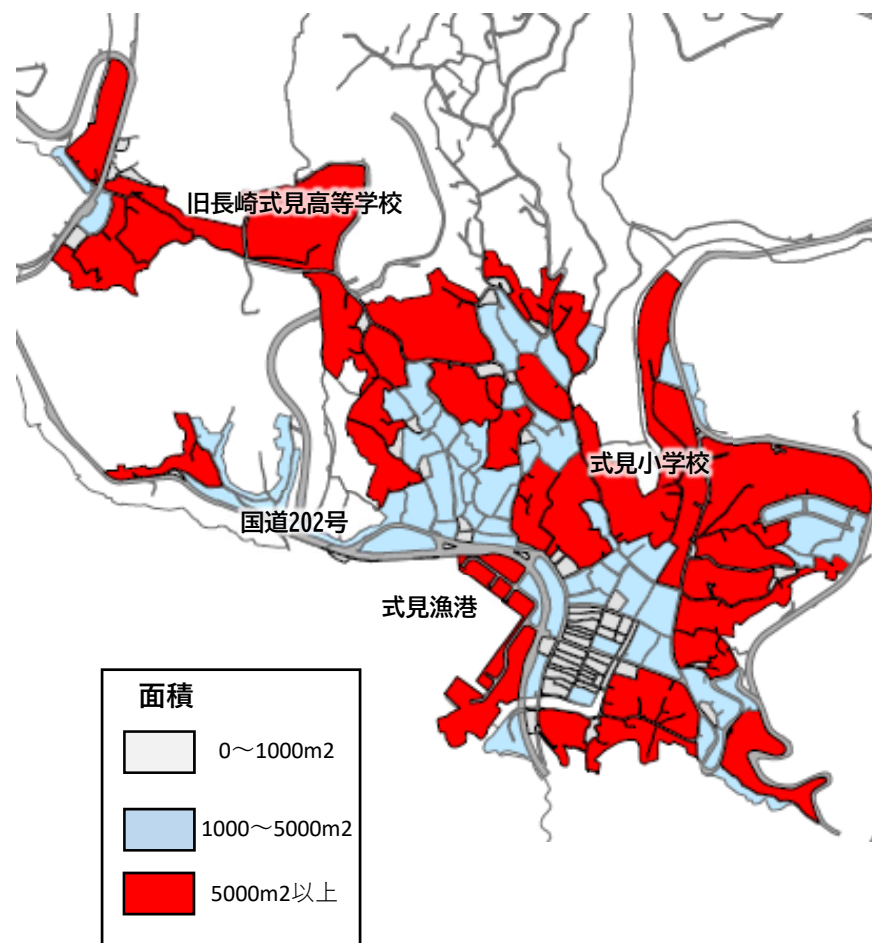 旧長崎式見高等学校
式見小学校
国道202号
式見漁港
面積
0～1000m2
1000～5000m2
5000m2以上